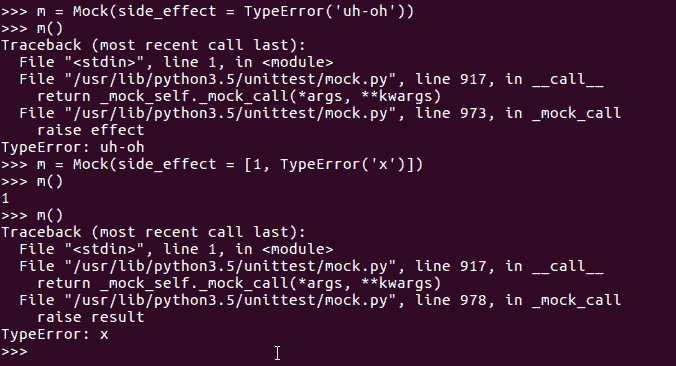 >>> m = Mock(side_effect = TypeError('uh-oh'))
>>> m()
Traceback (most recent call last):
  File "<stdin>", line 1, in <module>
  File "/usr/lib/python3.5/unittest/mock.py", line 917, in __call__
    return _mock_self._mock_call(*args, **kwargs)
  File "/usr/lib/python3.5/unittest/mock.py", line 973, in _mock_call
    raise effect
TypeError: uh-oh
>>> m = Mock(side_effect = [1, TypeError('x')])
>>> m()
1
>>> m()
Traceback (most recent call last):
  File "<stdin>", line 1, in <module>
  File "/usr/lib/python3.5/unittest/mock.py", line 917, in __call__
    return _mock_self._mock_call(*args, **kwargs)
  File "/usr/lib/python3.5/unittest/mock.py", line 978, in _mock_call
    raise result
TypeError: x
>>>